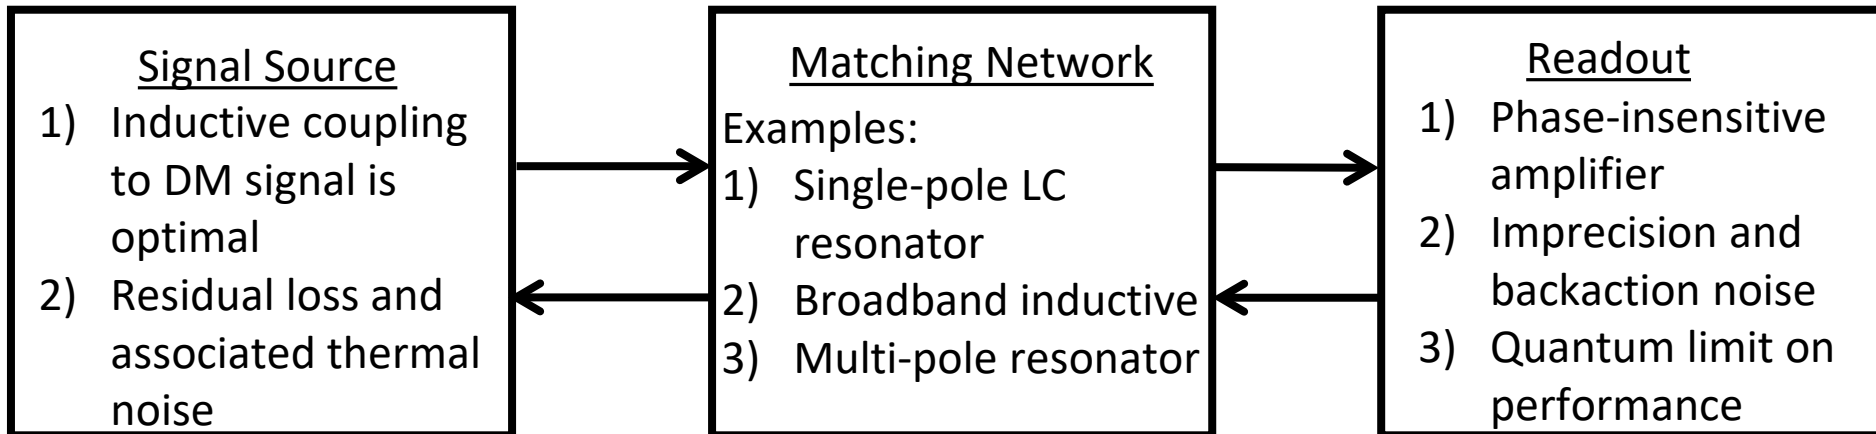 Signal Source
1) Inductive coupling
to DM signal is
optimal
2) Residual loss and
associated thermal
noise
Matching Network
Examples:
1) Single-pole LC
resonator
2) Broadband inductive
3) Multi-pole resonator
Readout
1) Phase-insensitive
amplifier
2) Imprecision and
backaction noise
3) Quantum limit on
performance